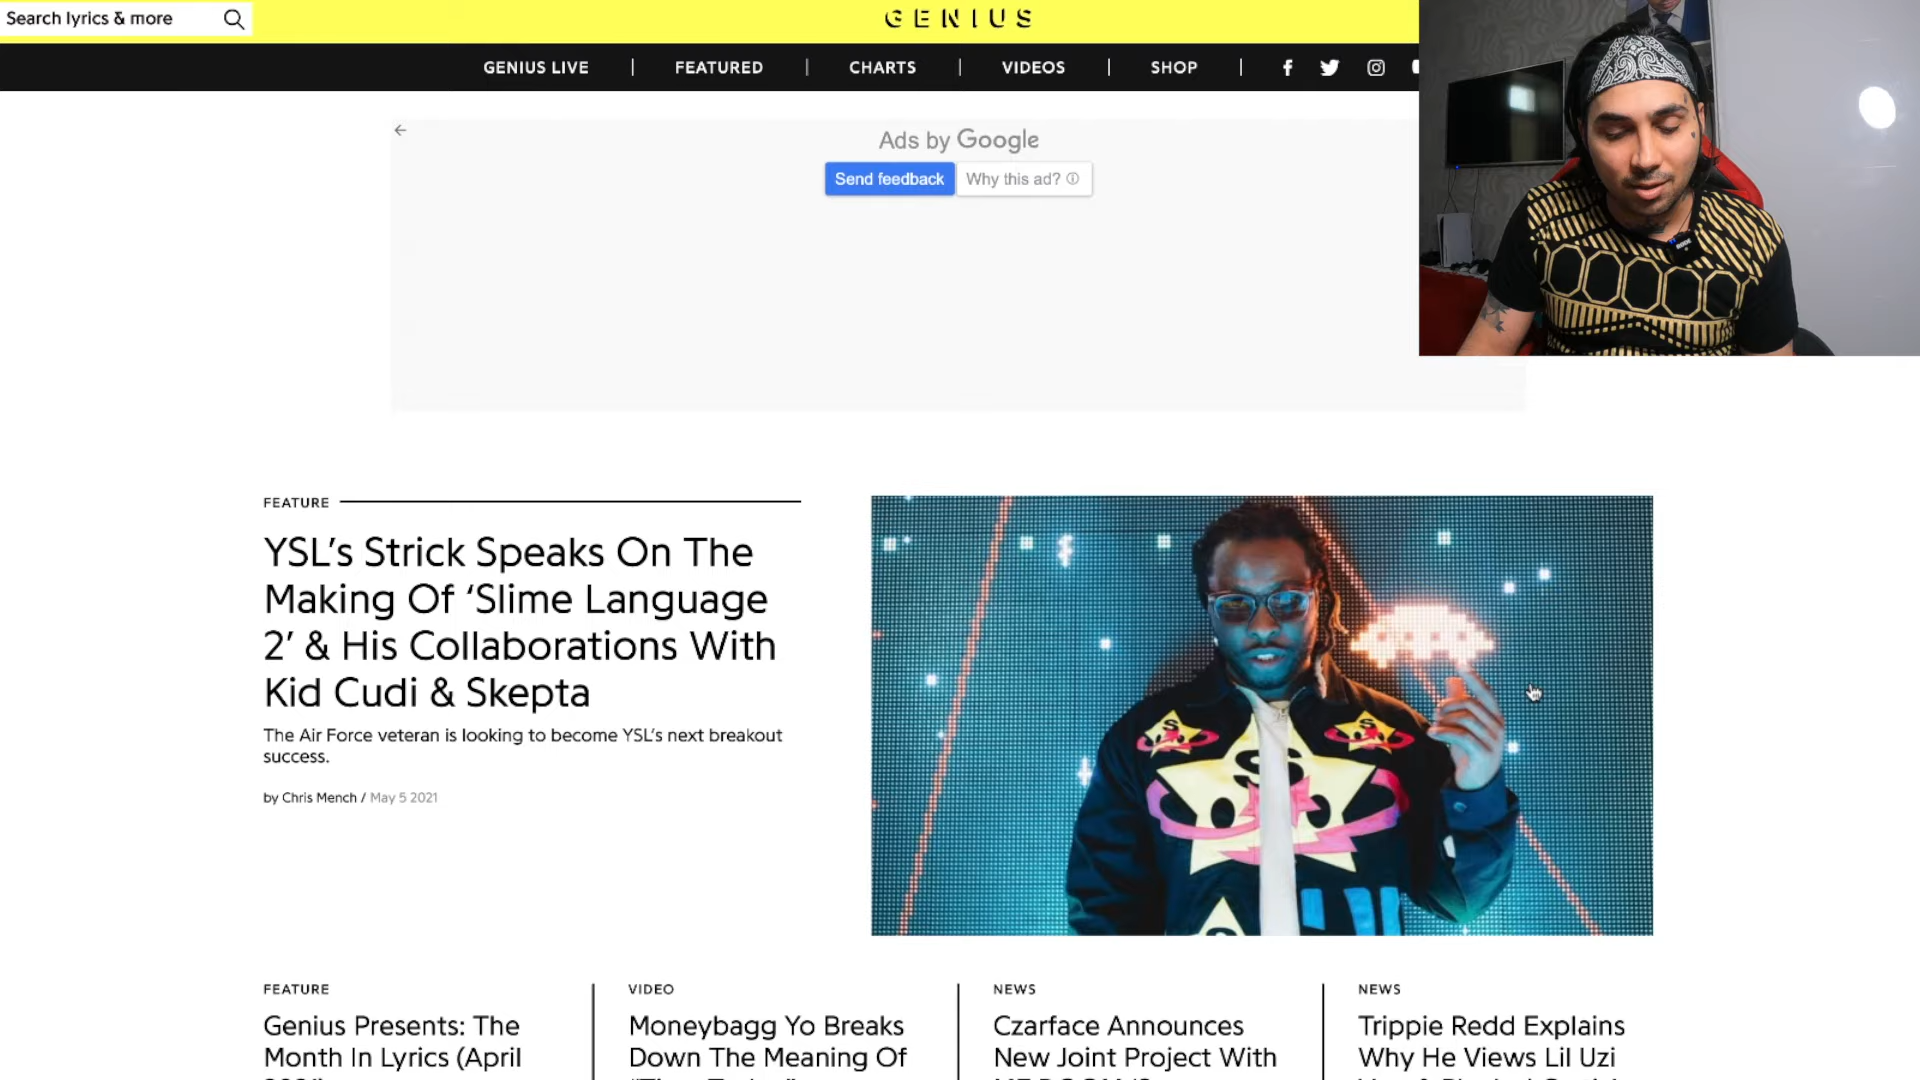 Search lyrics & more
GENIUS
GENIUS LIVE
FEATURED
CHARTS
VIDEOS
SHOP
Ads by Google
Send feedback
Why this ad?
FEATURE
YSL’s Strick Speaks On The
Making Of ‘Slime Language
2’ & His Collaborations With
Kid Cudi & Skepta
The Air Force veteran is looking to become YSL’s next breakout
success.
by Chris Mench / May 5 2021
FEATURE
Genius Presents: The
Month In Lyrics (April
VIDEO
Moneybagg Yo Breaks
Down The Meaning Of
NEWS
Czarface Announces
New Joint Project With
NEWS
Trippie Redd Explains
Why He Views Lil Uzi